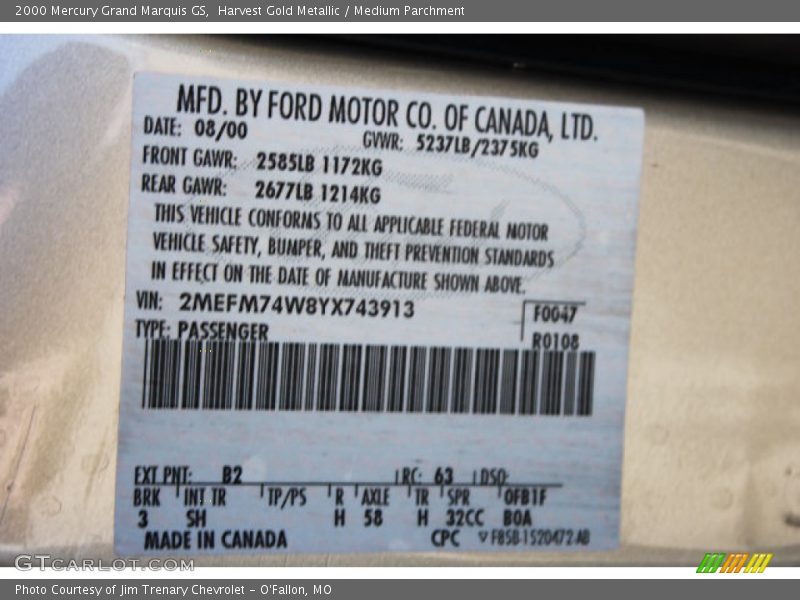 2000 Mercury Grand Marquis GS,  Harvest Gold Metallic / Medium Parchment
MFD. BY FORD MOTOR CO. OF CANADA, LTD.
DATE: 08/00
GVWR: 5237LB/2375KG
FRONT GAWR: 2585LB 1172KG
REAR GAWR: 2677LB 1214KG
THIS VEHICLE CONFORMS TO ALL APPLICABLE FEDERAL MOTOR
VEHICLE SAFETY, BUMPER, AND THEFT PREVENTION STANDARDS
IN EFFECT ON THE DATE OF MANUFACTURE SHOWN ABOVE.
VIN: 2MEFM74W8YX743913
F0047
TYPE: PASSENGER
R0108
EXT PNT: B2 RC: 63 DSO:
BRK INT TR TP/PS R AXLE TR SPR OFB1F
3 SH H 58 H 32CC BOA
MADE IN CANADA
CPC F85B-1520472-AB
GTCARLOT.COM
Photo Courtesy of Jim Trenary Chevrolet - O'Fallon, MO